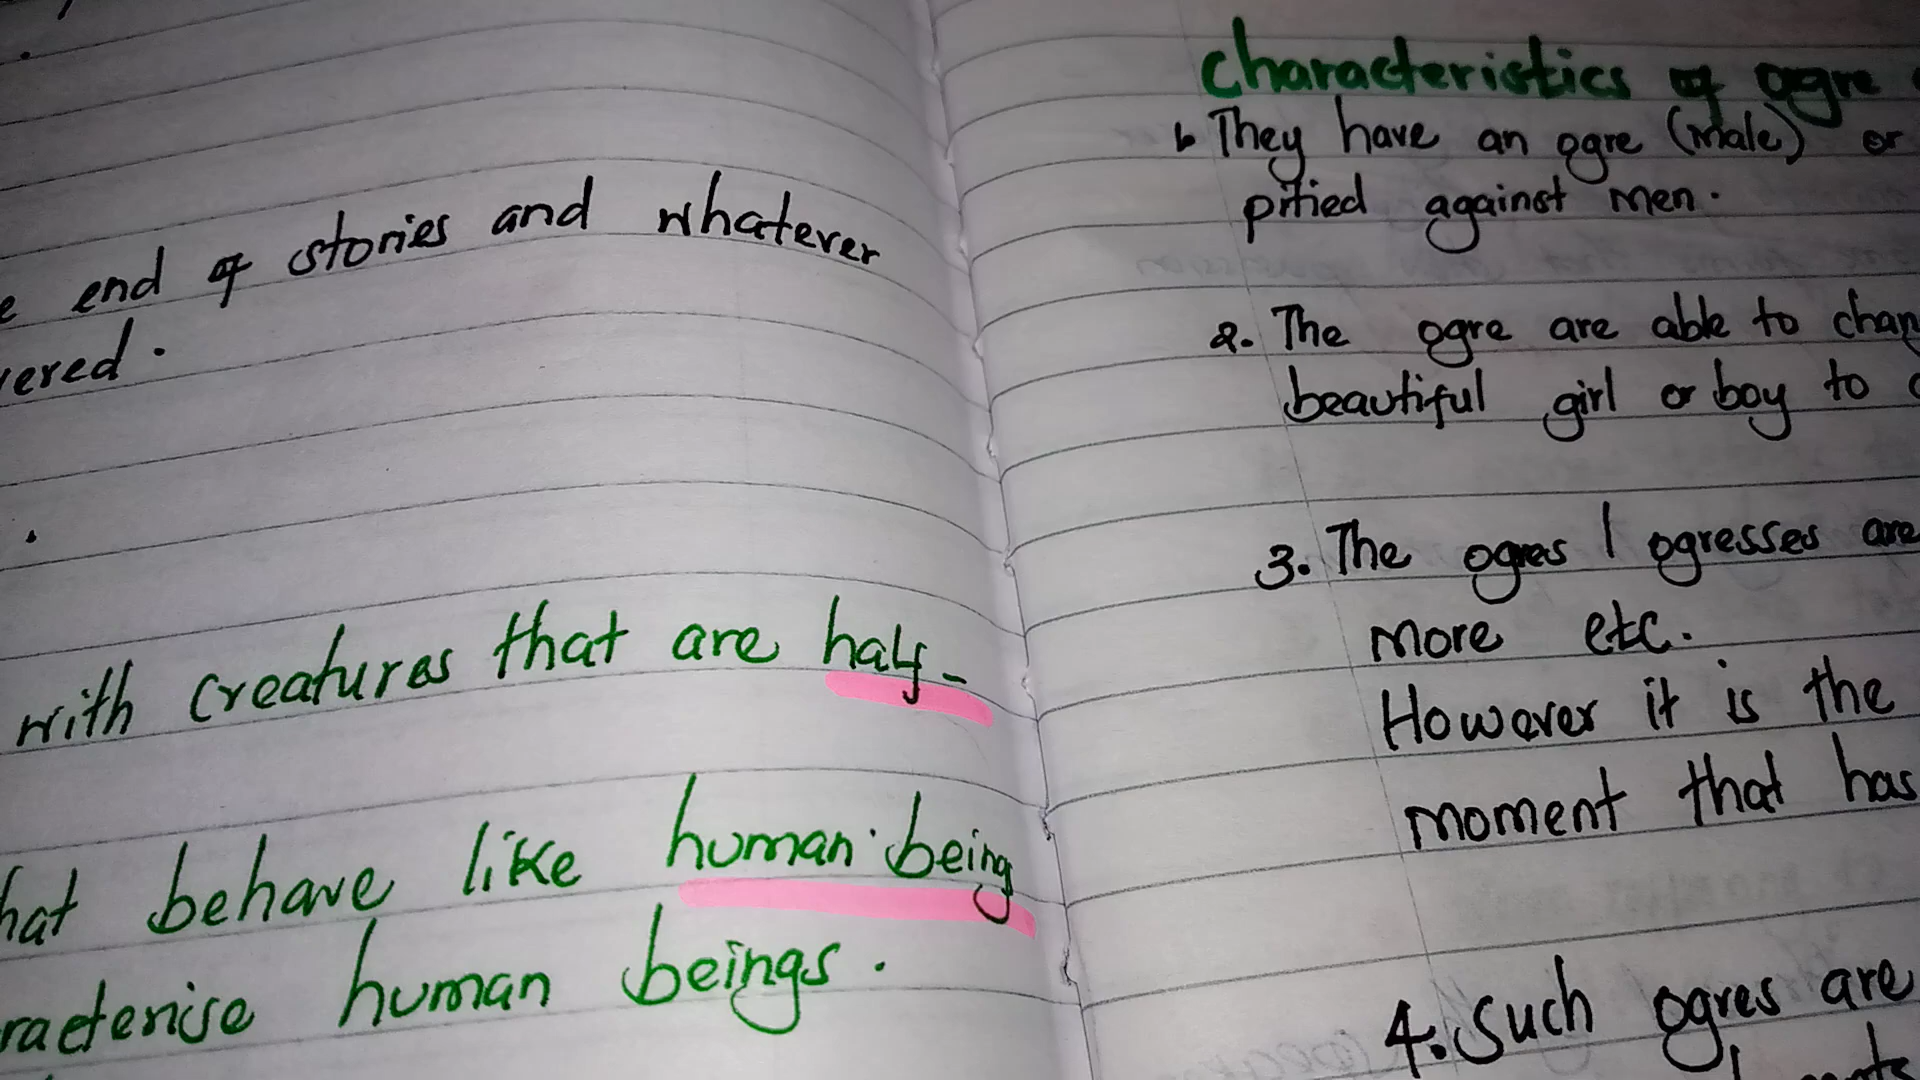 e end of stories and whatever
vered.
with creatures that are half-
hat behave like human being
racterise human beings.
Characteristics of ogre
They have an ogre (male) or
pitied against men.
2. The ogre are able to chan
beautiful girl or boy to
3. The ogres / ogresses are
more etc.
However it is the
moment that has
4. Such ogres are